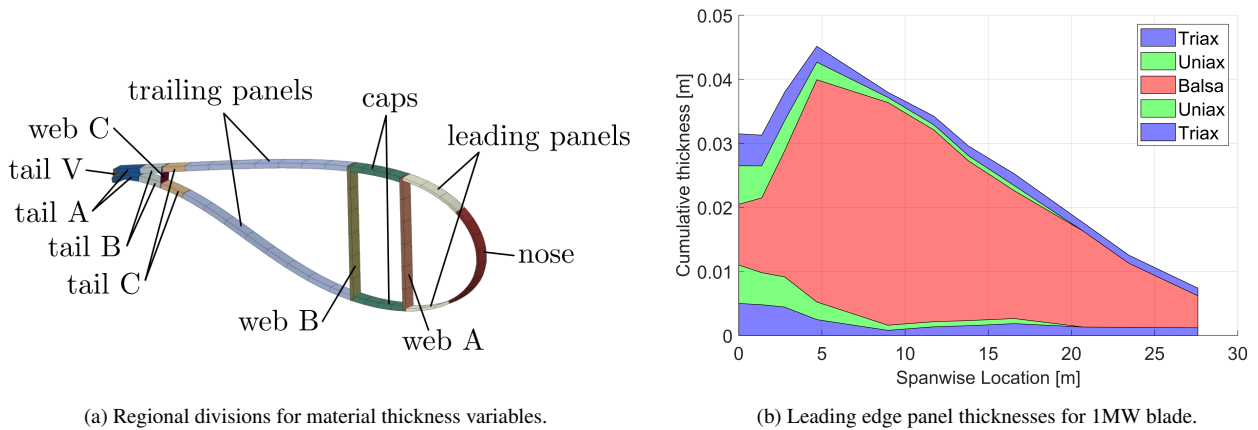 trailing panels
caps
web C
leading panels
tail V
tail A
tail B
tail C
nose
web B
web A
(a) Regional divisions for material thickness variables.
0.05
0.04
0.03
0.02
0.01
0
Cumulative thickness [m]
Triax
Uniax
Balsa
Uniax
Triax
0 5 10 15 20 25 30
Spanwise Location [m]
(b) Leading edge panel thicknesses for 1MW blade.